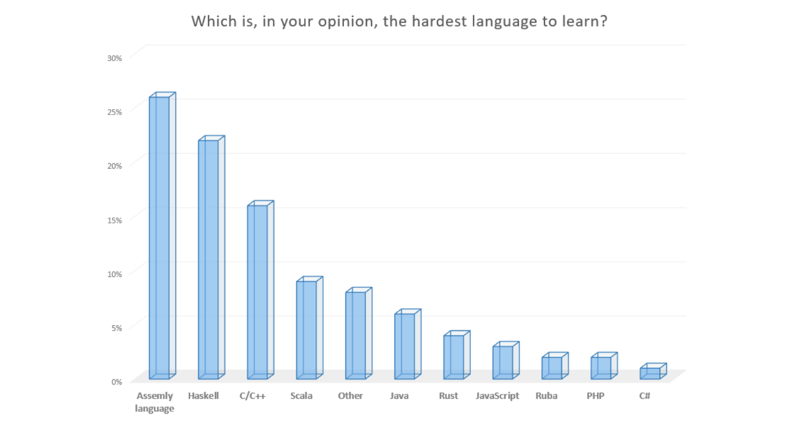 Which is, in your opinion, the hardest language to learn?
30%
25%
20%
15%
10%
5%
0%
Assemly language
Haskell
C/C++
Scala
Other
Java
Rust
JavaScript
Ruba
PHP
C#